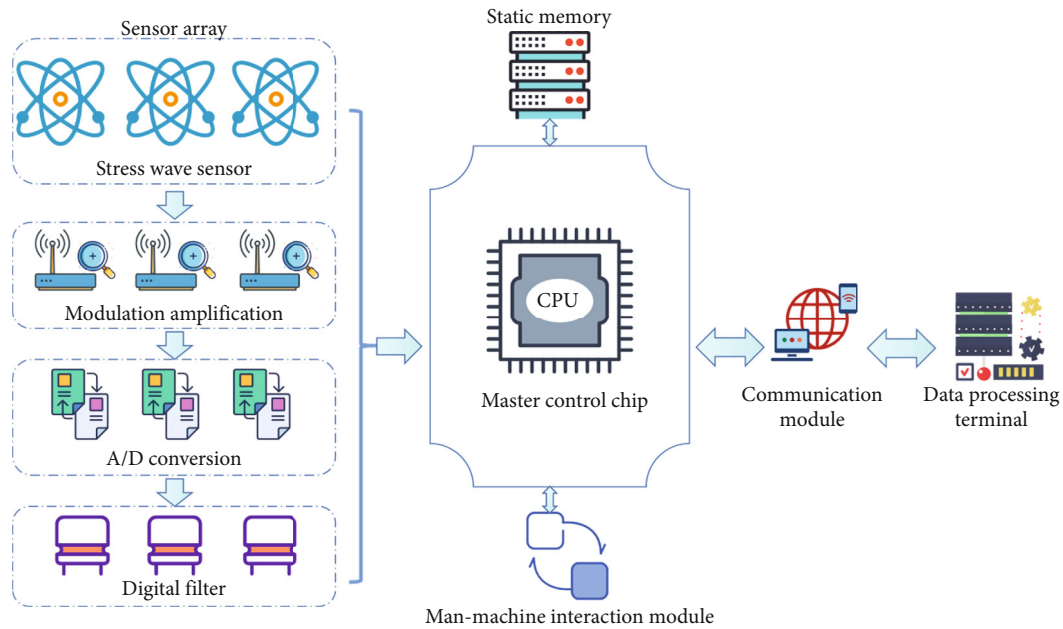 Sensor array
Stress wave sensor
Modulation amplification
A/D conversion
Digital filter
Static memory
CPU
Master control chip
Man-machine interaction module
Communication
module
Data processing
terminal